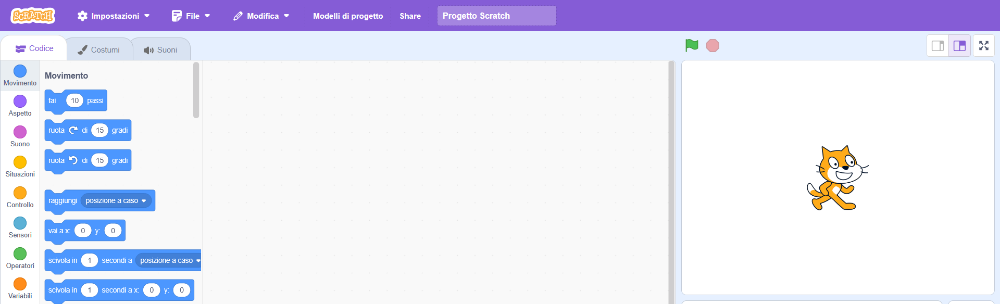 SCRATCH Impostazioni File Modifica Modelli di progetto Share Progetto Scratch
Codice Costumi Suoni
Movimento
Aspetto
Suono
Situazioni
Controllo
Sensori
Operatori
Variabili
Movimento
fai 10 passi
ruota di 15 gradi
ruota di 15 gradi
raggiungi posizione a caso
vai a x: 0 y: 0
scivola in 1 secondi a posizione a caso
scivola in 1 secondi a x: 0 y: 0